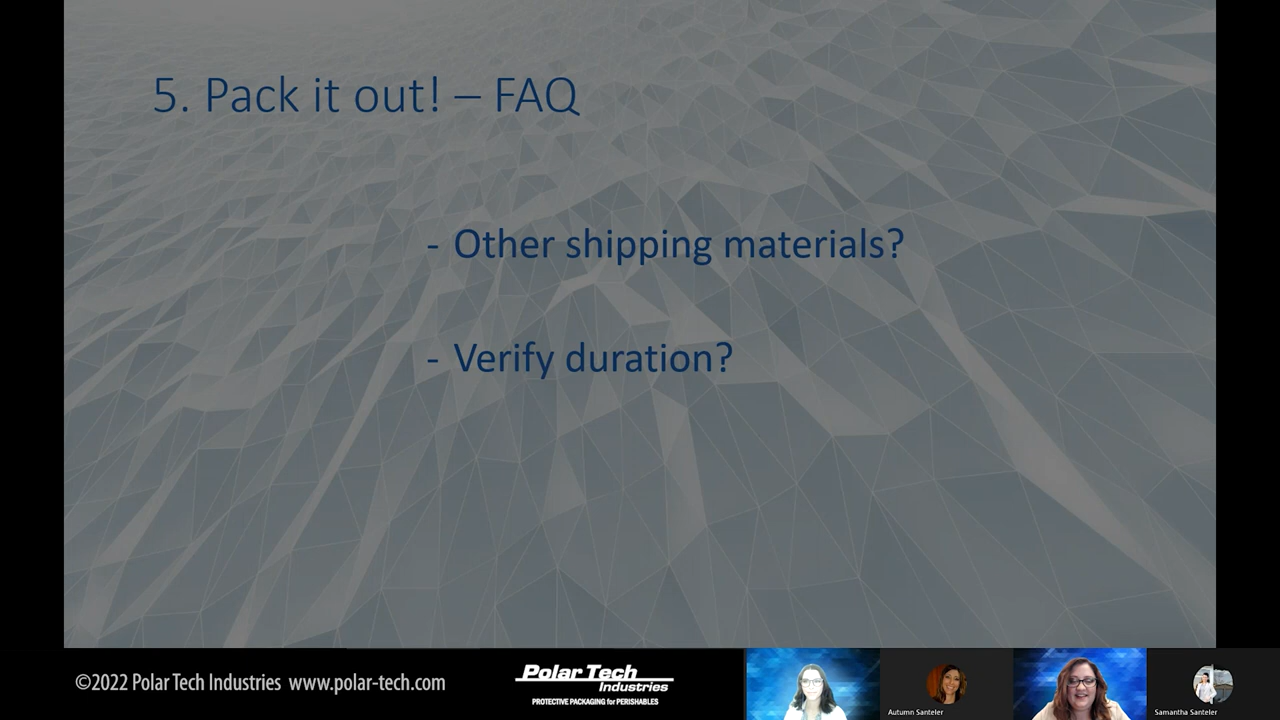 5. Pack it out! – FAQ
- Other shipping materials?
- Verify duration?
©2022 Polar Tech Industries www.polar-tech.com
Polar Tech
Industries
PROTECTIVE PACKAGING for PERISHABLES
Autumn Santeler
Samantha Santeler